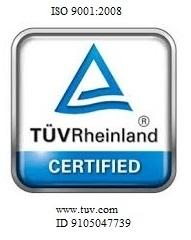 ISO 9001:2008
®
TÜVRheinland
CERTIFIED
www.tuv.com
ID 9105047739